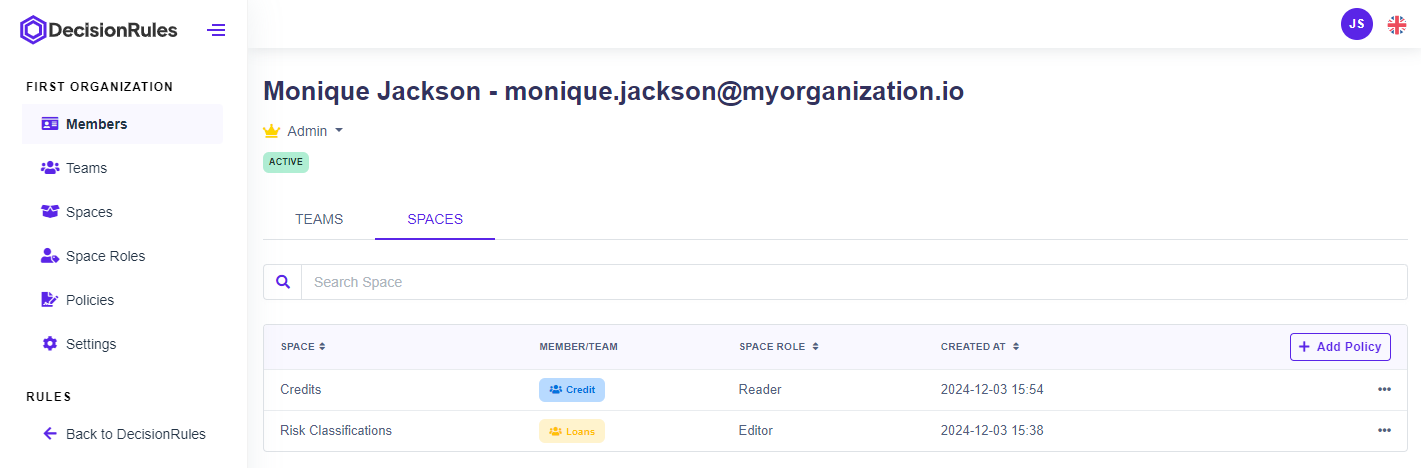 DecisionRules
JS
FIRST ORGANIZATION
Members
Teams
Spaces
Space Roles
Policies
Settings
RULES
Back to DecisionRules
Monique Jackson - monique.jackson@myorganization.io
Admin
ACTIVE
TEAMS SPACES
Search Space
SPACE MEMBER/TEAM SPACE ROLE CREATED AT + Add Policy
Credits Credit Reader 2024-12-03 15:54
Risk Classifications Loans Editor 2024-12-03 15:38